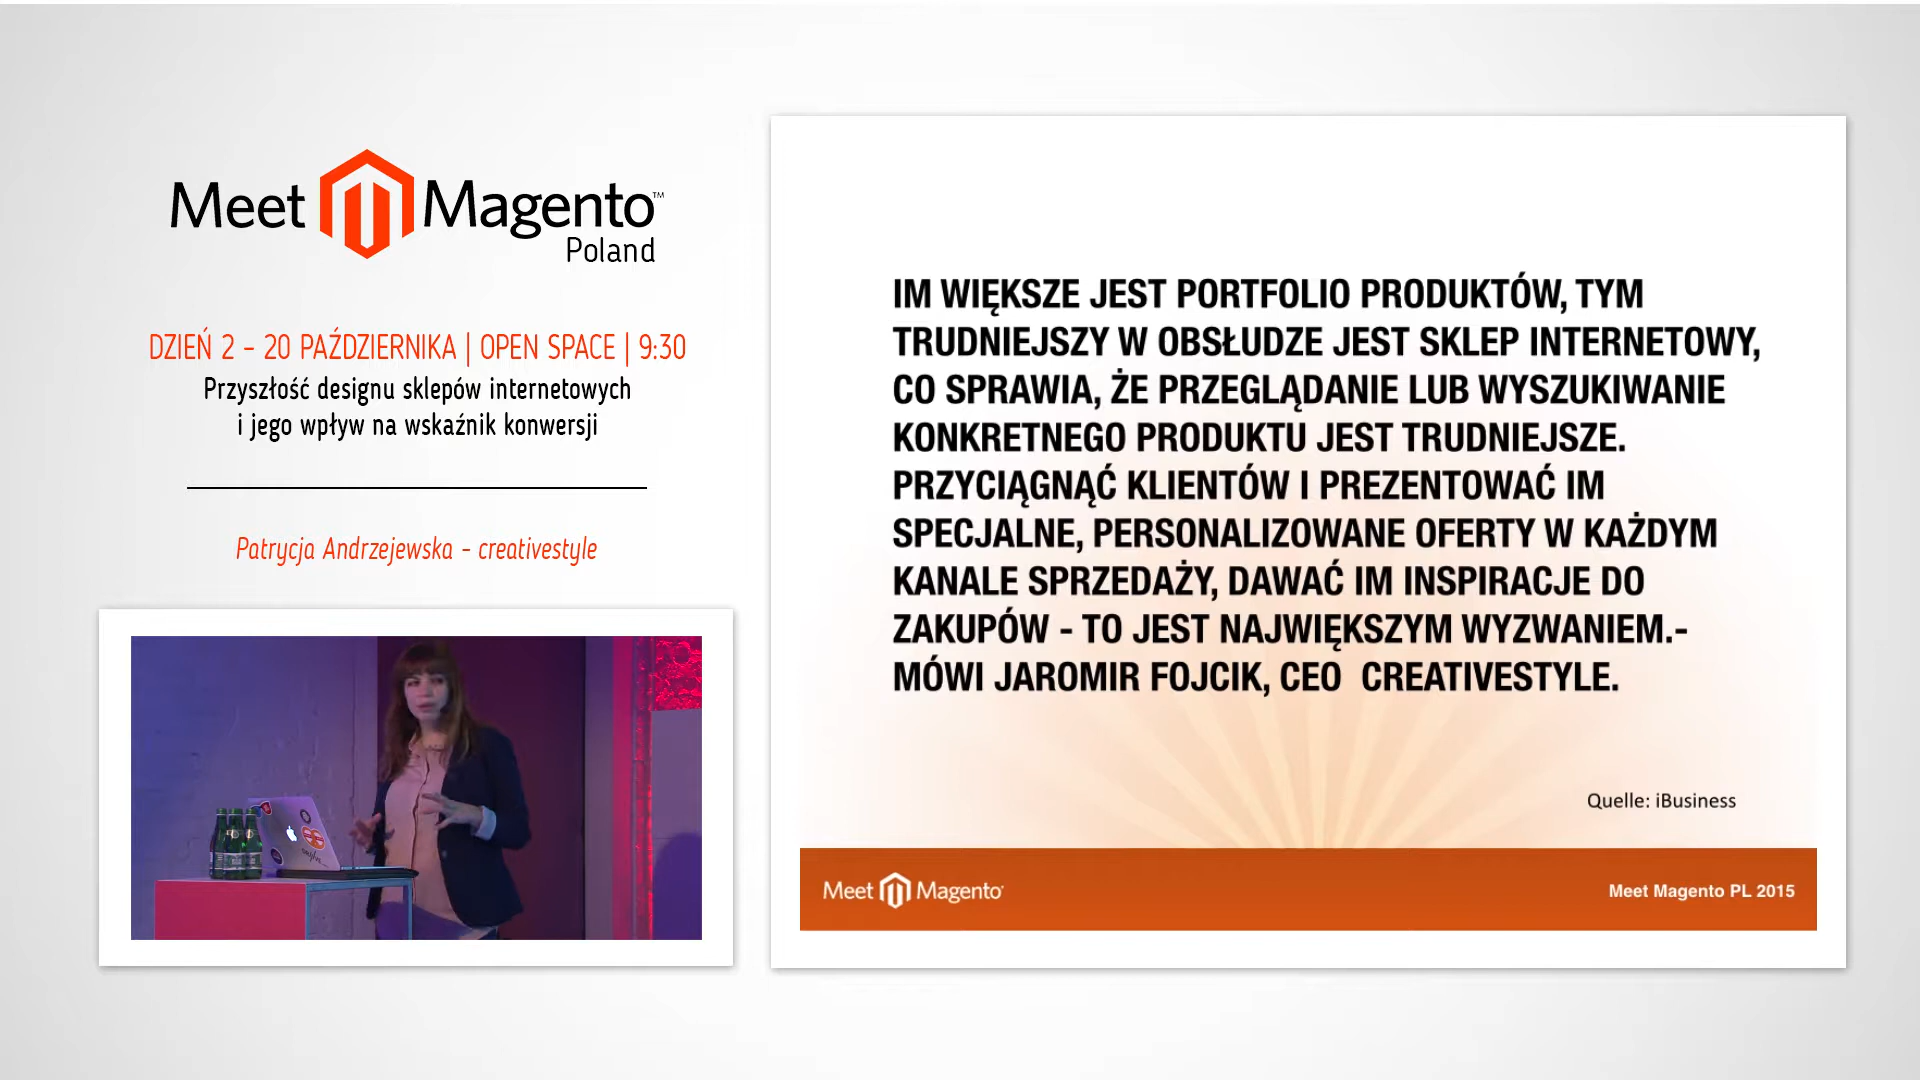 Meet Magento™
Poland
DZIEŃ 2 – 20 PAŹDZIERNIKA | OPEN SPACE | 9:30
Przyszłość designu sklepów internetowych
i jego wpływ na wskaźnik konwersji
Patrycja Andrzejewska - creativestyle
IM WIĘKSZE JEST PORTFOLIO PRODUKTÓW, TYM
TRUDNIEJSZY W OBSŁUDZE JEST SKLEP INTERNETOWY,
CO SPRAWIA, ŻE PRZEGLĄDANIE LUB WYSZUKIWANIE
KONKRETNEGO PRODUKTU JEST TRUDNIEJSZE.
PRZYCIĄGNĄĆ KLIENTÓW I PREZENTOWAĆ IM
SPECJALNE, PERSONALIZOWANE OFERTY W KAŻDYM
KANALE SPRZEDAŻY, DAWAĆ IM INSPIRACJE DO
ZAKUPÓW - TO JEST NAJWIĘKSZYM WYZWANIEM.-
MÓWI JAROMIR FOJCIK, CEO CREATIVESTYLE.
Quelle: iBusiness
Meet Magento
Meet Magento PL 2015